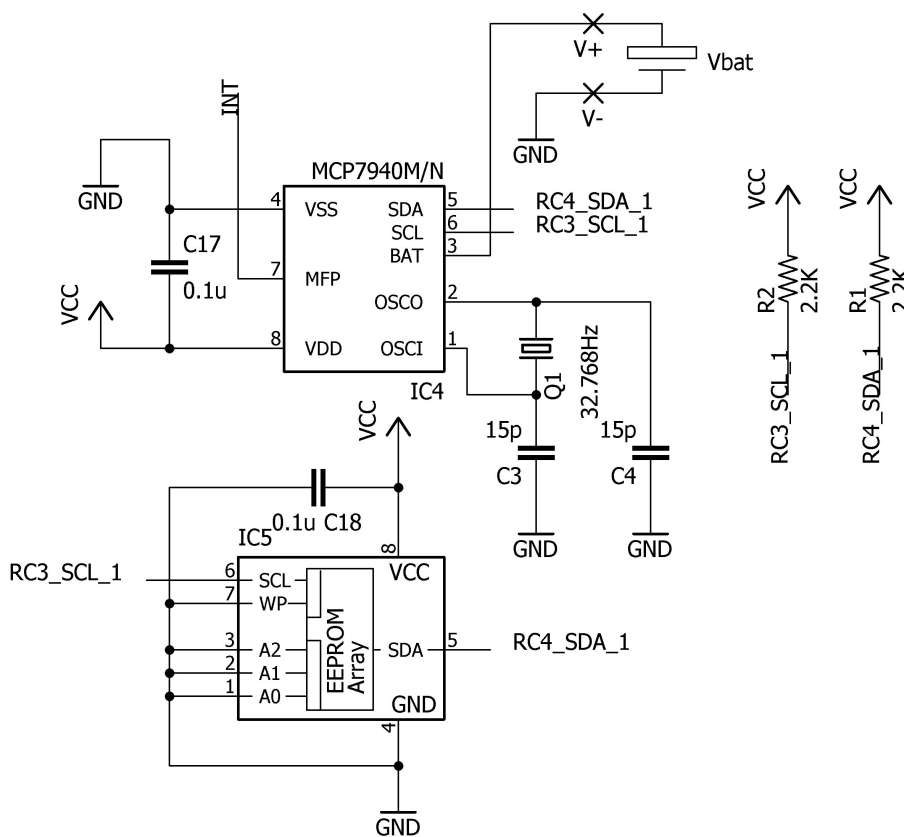 V+
Vbat
V-
GND
INT
GND
MCP7940M/N
4 VSS SDA 5 RC4_SDA_1
SCL 6 RC3_SCL_1
BAT 3
C17
0.1u
7 MFP
VCC
OSCO 2
8 VDD OSCI 1
IC4
Q1
32.768Hz
15p
C3
GND
15p
C4
GND
VCC
R2
2.2K
RC3_SCL_1
VCC
R1
2.2K
RC4_SDA_1
VCC
0.1u C18
IC5
8
VCC
RC3_SCL_1 6 SCL
7 WP
3 A2
2 A1
1 A0
EEPROM
Array
SDA 5 RC4_SDA_1
GND
4
GND